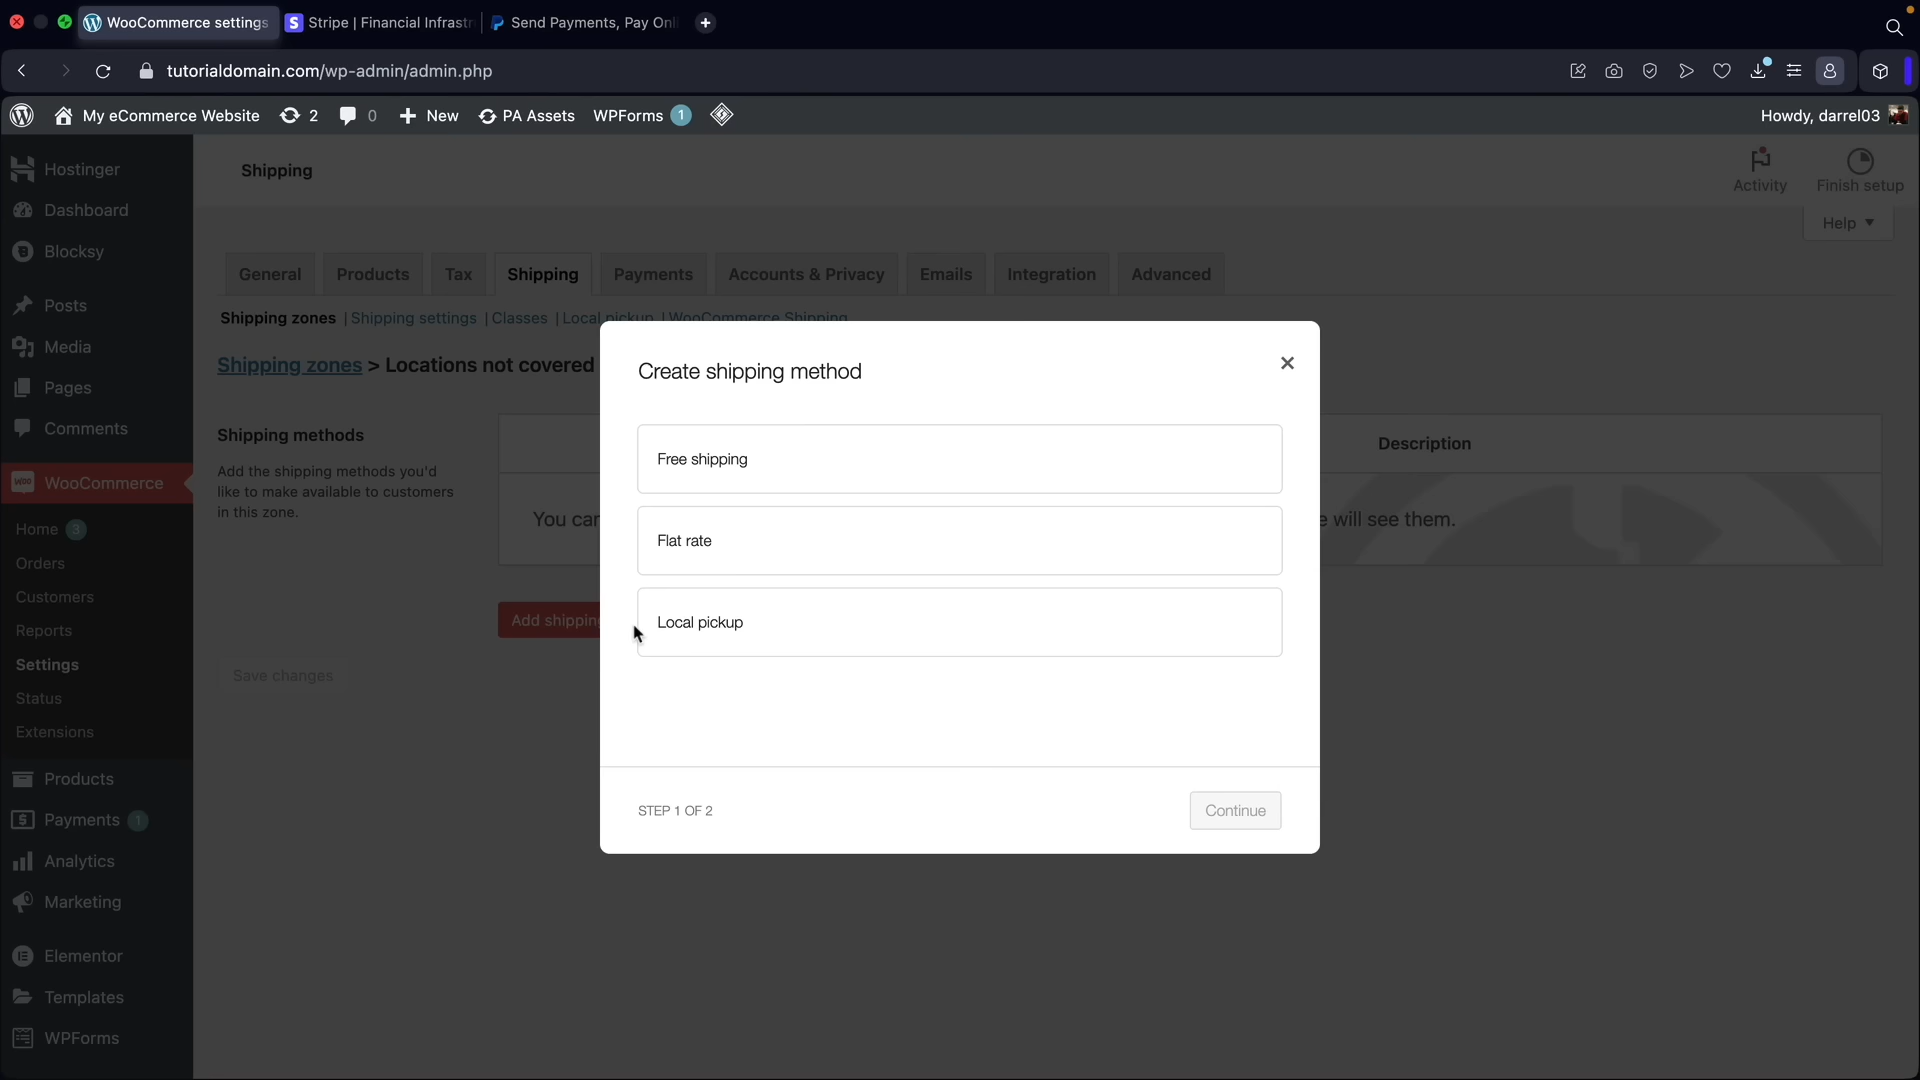 WooCommerce settings
Stripe | Financial Infrastr
Send Payments, Pay Onl
tutorialdomain.com/wp-admin/admin.php
My eCommerce Website
2
0
New
PA Assets
WPForms 1
Howdy, darrel03
Hostinger
Dashboard
Blocksy
Posts
Media
Pages
Comments
WooCommerce
Home 3
Orders
Customers
Reports
Settings
Status
Extensions
Products
Payments 1
Analytics
Marketing
Elementor
Templates
WPForms
Shipping
Activity
Finish setup
Help
General
Products
Tax
Shipping
Payments
Accounts & Privacy
Emails
Integration
Advanced
Shipping zones | Shipping settings | Classes | Local pickup | WooCommerce Shipping
Shipping zones > Locations not covered
Shipping methods
Add the shipping methods you'd
like to make available to customers
in this zone.
Description
You can
e will see them.
Add shipping
Save changes
Create shipping method
Free shipping
Flat rate
Local pickup
STEP 1 OF 2
Continue